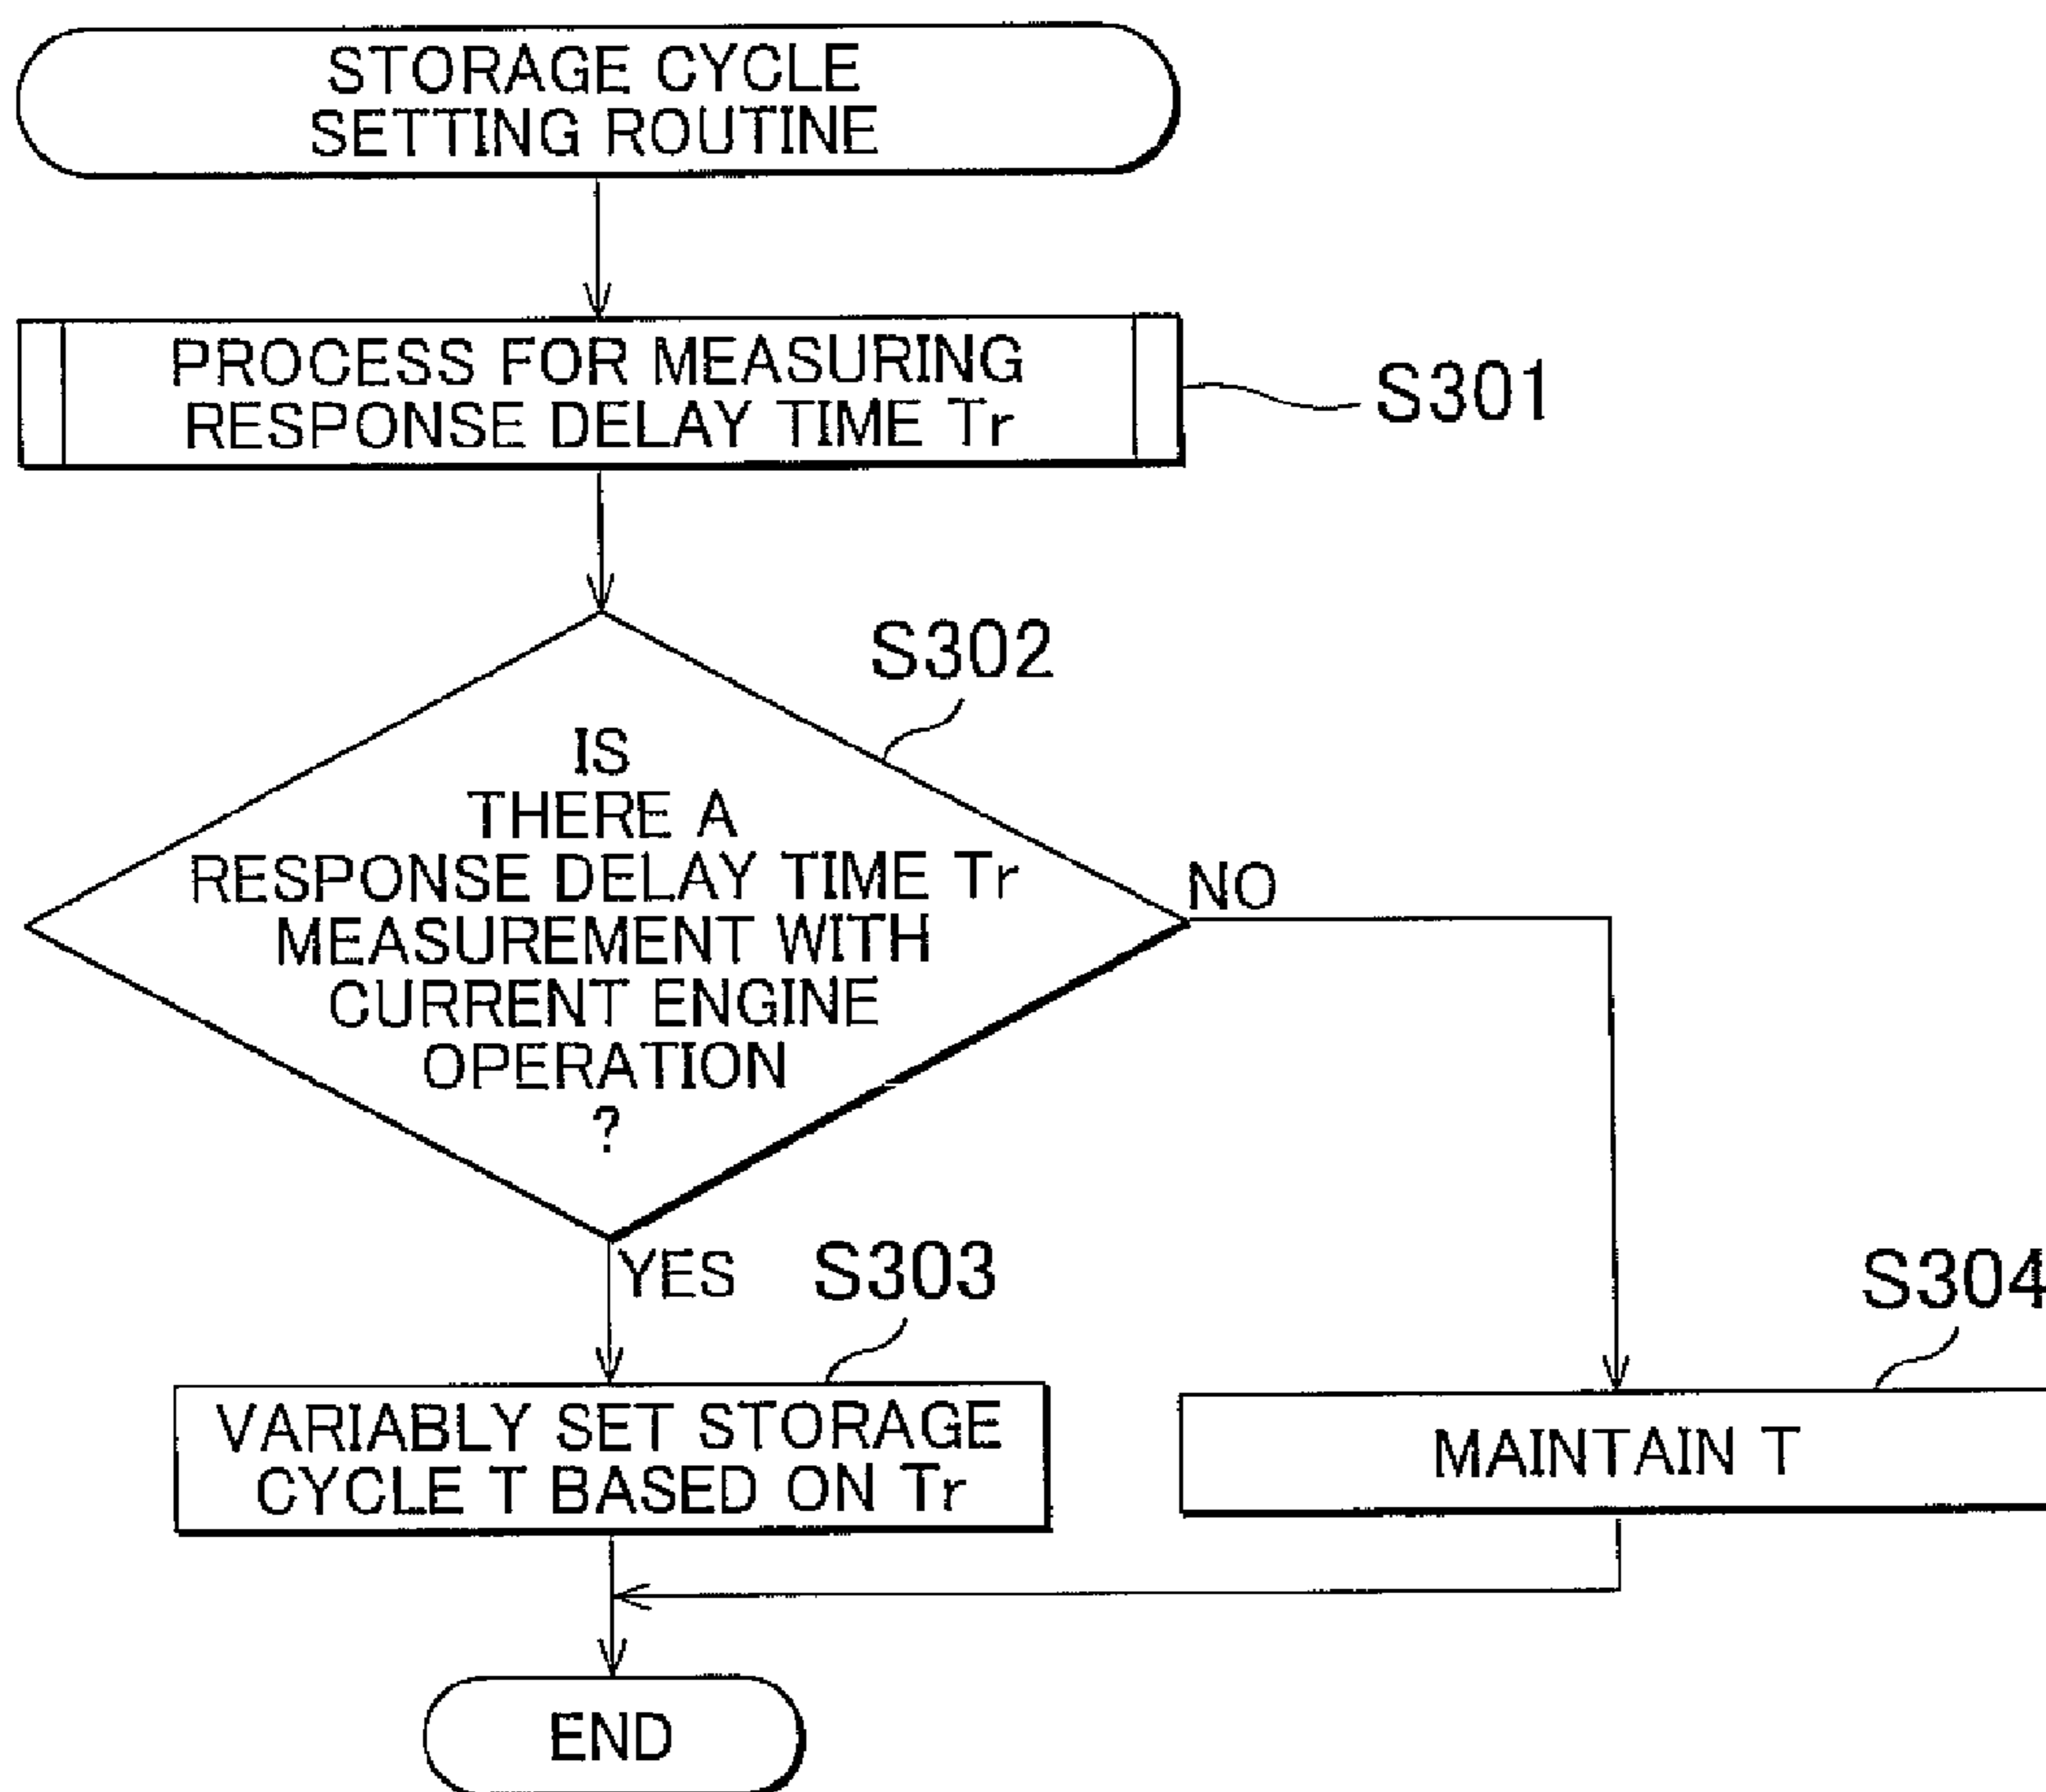 STORAGE CYCLE
SETTING ROUTINE
PROCESS FOR MEASURING
RESPONSE DELAY TIME Tr
S301
S302
IS
THERE A
RESPONSE DELAY TIME Tr
MEASUREMENT WITH
CURRENT ENGINE
OPERATION
?
NO
YES
S303
VARIABLY SET STORAGE
CYCLE T BASED ON Tr
S304
MAINTAIN T
END